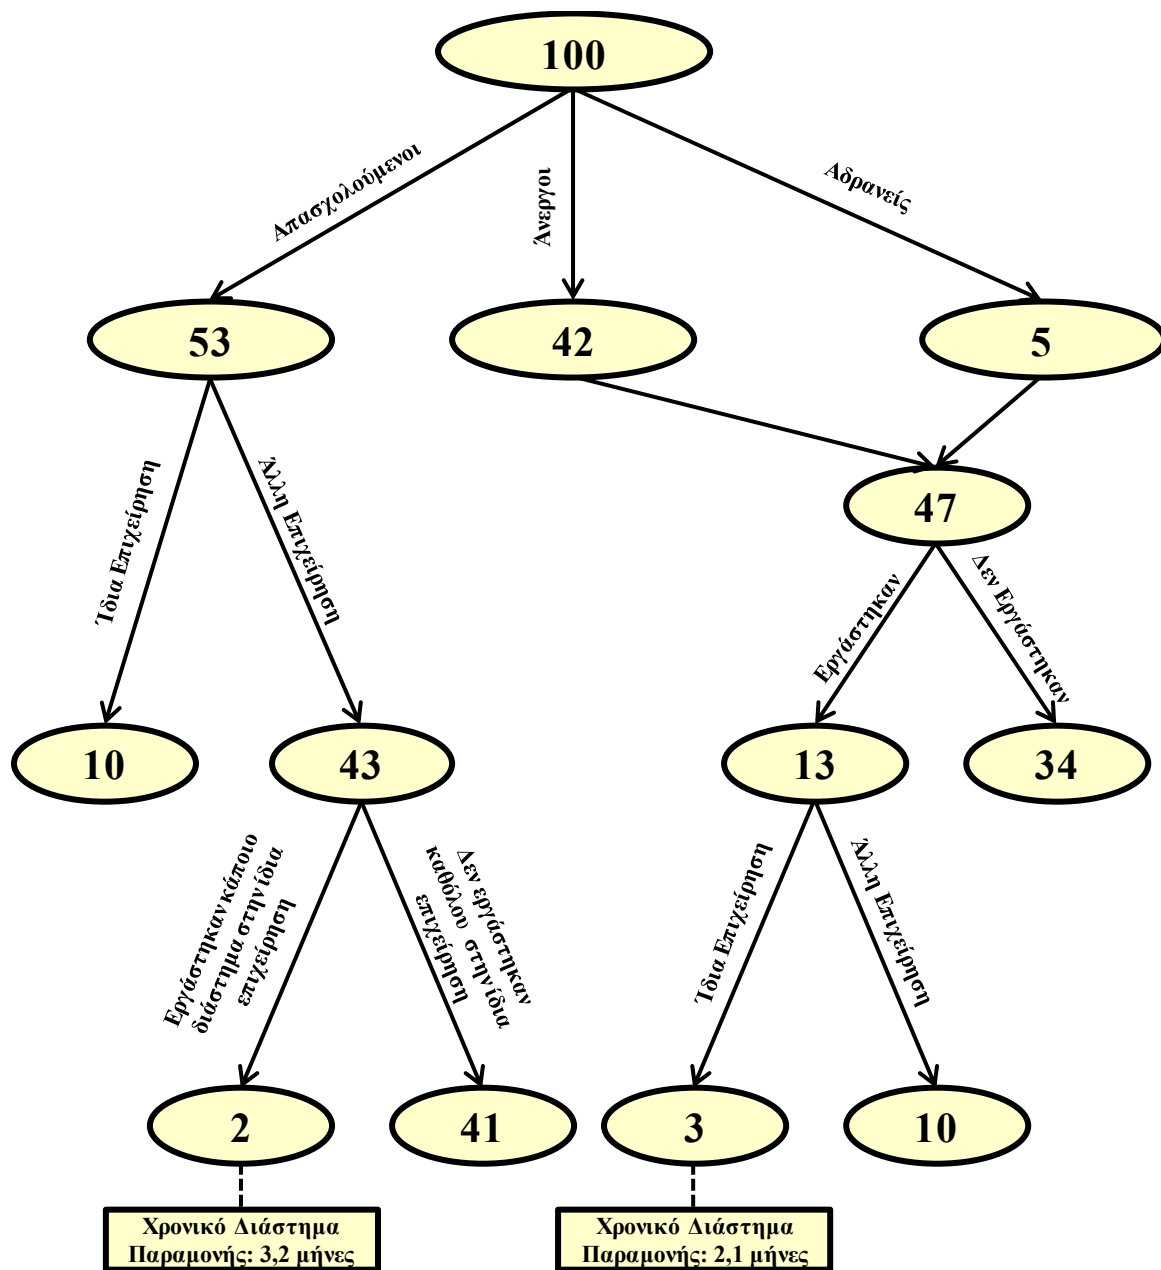 100
Απασχολούμενοι
Άνεργοι
Αδρανείς
53
42
5
47
Ίδια Επιχείρηση
Άλλη Επιχείρηση
Εργάστηκαν
Δεν Εργάστηκαν
10
43
13
34
Εργάστηκαν κάποιο
διάστημα στην ίδια
επιχείρηση
Δεν εργάστηκαν
καθόλου στην ίδια
επιχείρηση
Ίδια Επιχείρηση
Άλλη Επιχείρηση
2
41
3
10
Χρονικό Διάστημα
Παραμονής: 3,2 μήνες
Χρονικό Διάστημα
Παραμονής: 2,1 μήνες